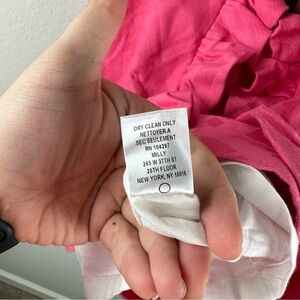 DRY CLEAN ONLY
NETTOYER A
SEC SEULEMENT
RN 104297
MILLY
265 W 37TH ST
20TH FLOOR
NEW YORK, NY 10018